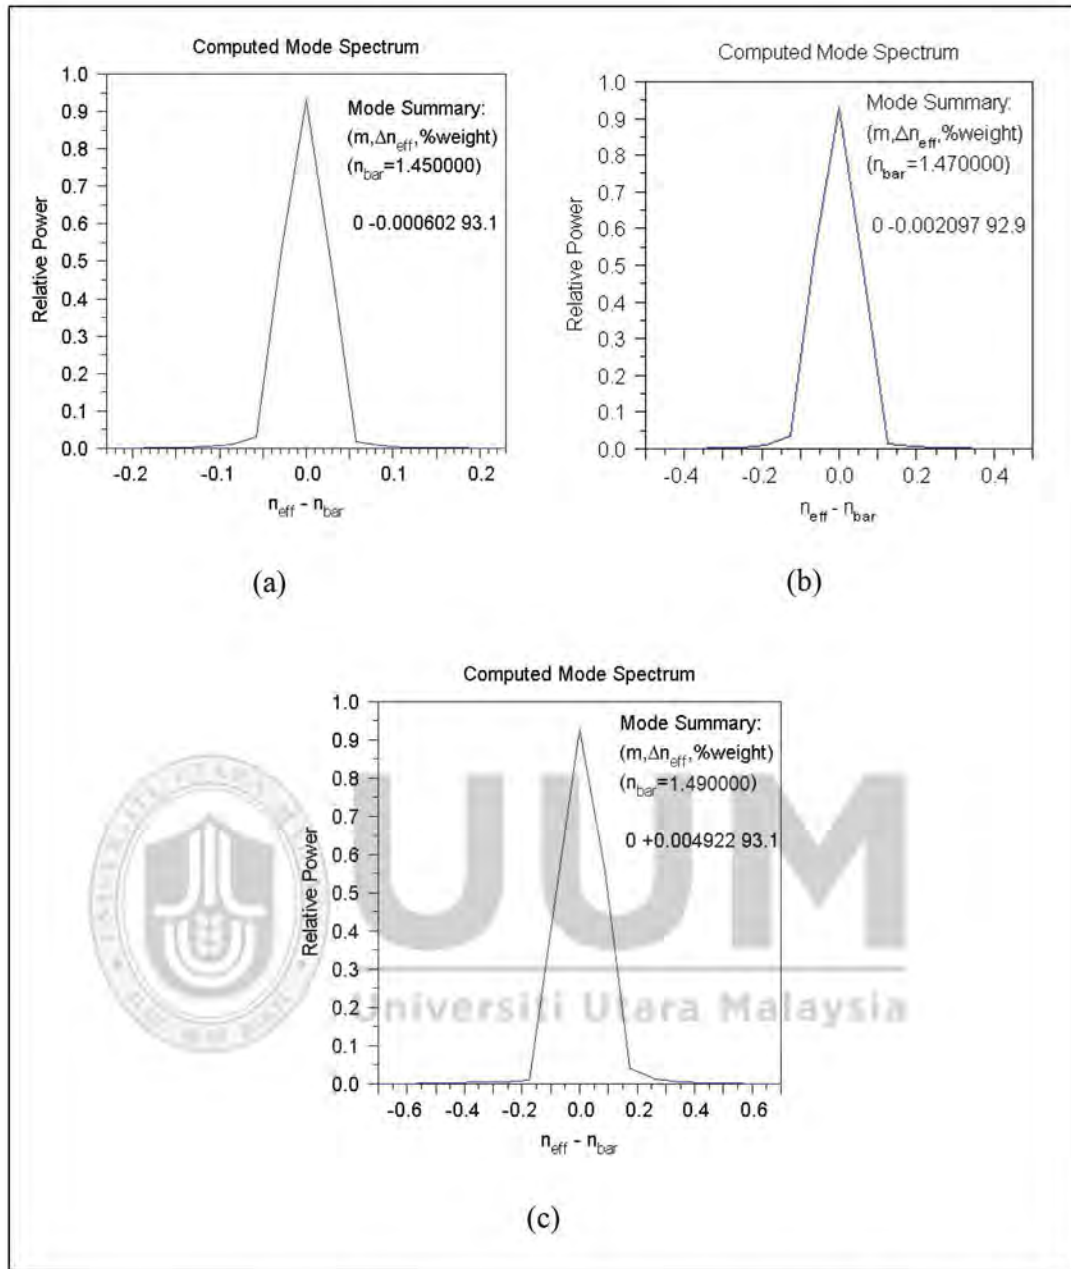 Computed Mode Spectrum
1.0
0.9
0.8
0.7
0.6
0.5
0.4
0.3
0.2
0.1
0.0
Relative Power
Mode Summary:
(m,Δneff,%weight)
(nbar=1.450000)
0 -0.000602 93.1
-0.2 -0.1 0.0 0.1 0.2
neff - nbar
(a)
Computed Mode Spectrum
1.0
0.9
0.8
0.7
0.6
0.5
0.4
0.3
0.2
0.1
0.0
Relative Power
Mode Summary:
(m,Δneff,%weight)
(nbar=1.470000)
0 -0.002097 92.9
-0.4 -0.2 0.0 0.2 0.4
neff - nbar
(b)
Computed Mode Spectrum
1.0
0.9
0.8
0.7
0.6
0.5
0.4
0.3
0.2
0.1
0.0
Relative Power
Mode Summary:
(m,Δneff,%weight)
(nbar=1.490000)
0 +0.004922 93.1
-0.6 -0.4 -0.2 0.0 0.2 0.4 0.6
neff - nbar
(c)
UUM
Universiti Utara Malaysia